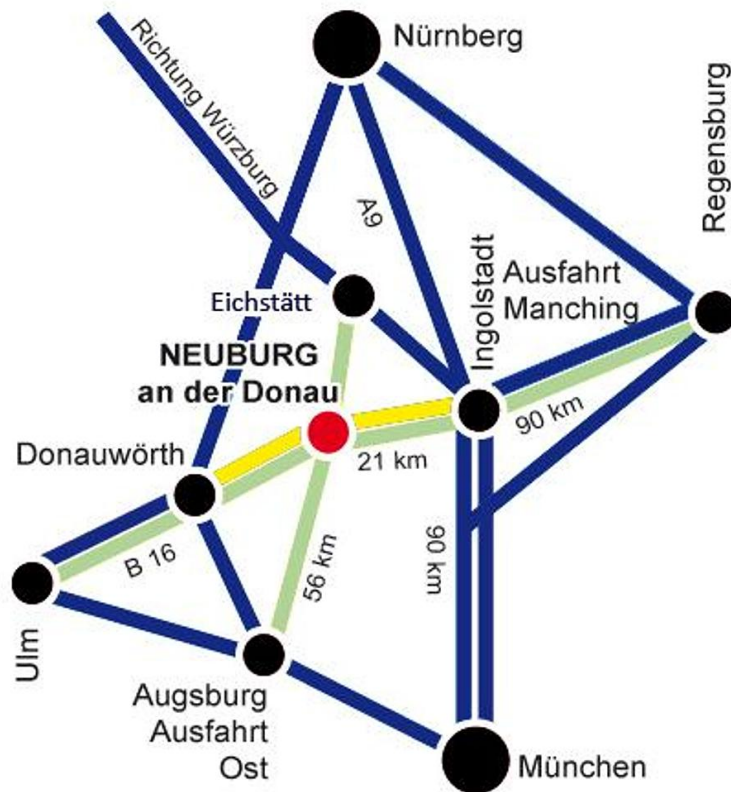 Richtung Würzburg
Nürnberg
Regensburg
A9
Ingolstadt
Ausfahrt
Manching
Eichstätt
NEUBURG
an der Donau
90 km
21 km
Donauwörth
B 16
56 km
90 km
Ulm
Augsburg
Ausfahrt
Ost
München